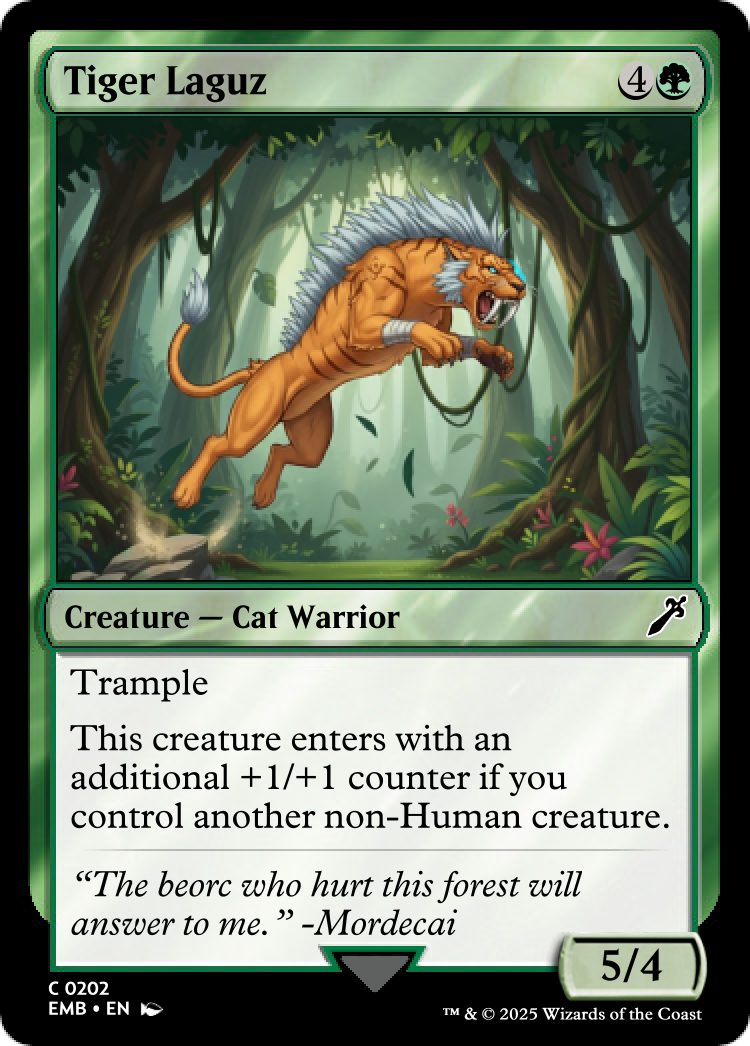 Tiger Laguz
4
Creature — Cat Warrior
Trample
This creature enters with an
additional +1/+1 counter if you
control another non-Human creature.
“The beorc who hurt this forest will
answer to me.” -Mordecai
5/4
C 0202
EMB • EN
™ & © 2025 Wizards of the Coast